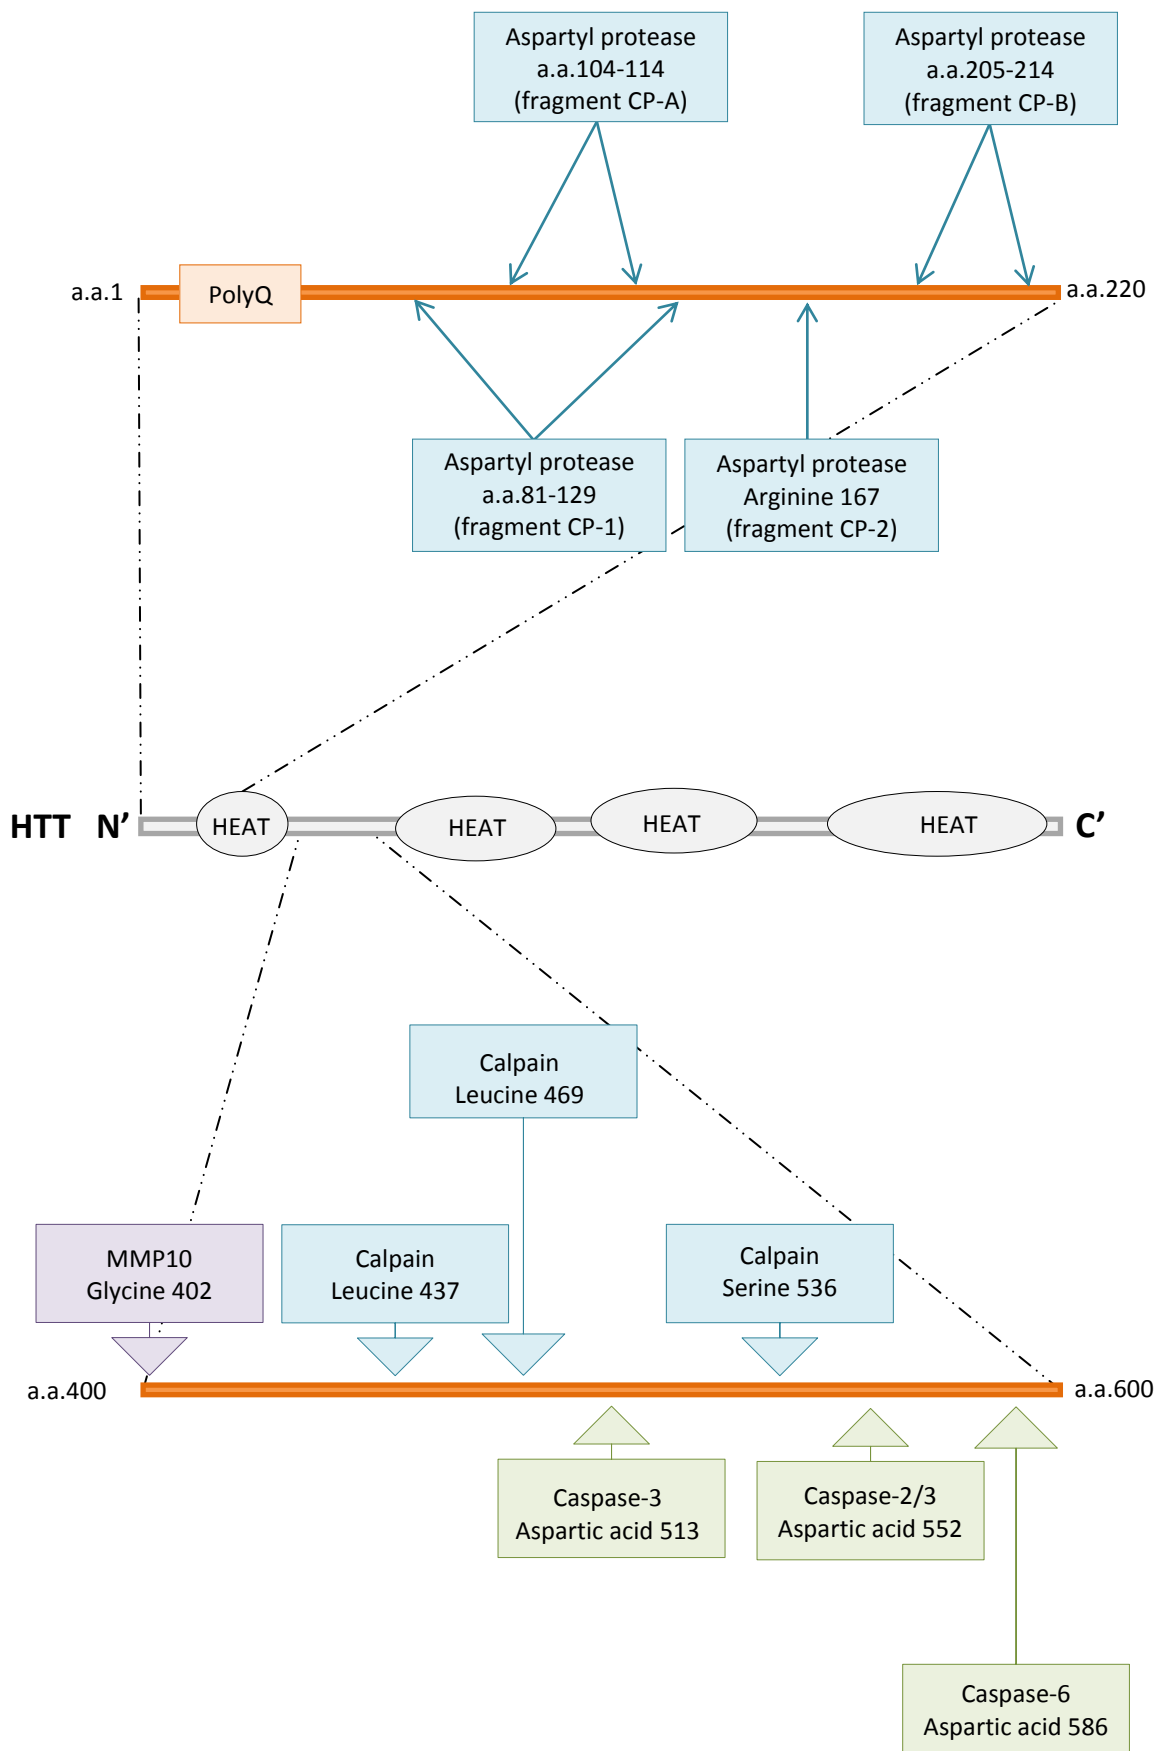 Aspartyl protease
a.a.104-114
(fragment CP-A)
Aspartyl protease
a.a.205-214
(fragment CP-B)
a.a.1
PolyQ
a.a.220
Aspartyl protease
a.a.81-129
(fragment CP-1)
Aspartyl protease
Arginine 167
(fragment CP-2)
HTT N’
HEAT
HEAT
HEAT
HEAT
C’
Calpain
Leucine 469
MMP10
Glycine 402
Calpain
Leucine 437
Calpain
Serine 536
a.a.400
a.a.600
Caspase-3
Aspartic acid 513
Caspase-2/3
Aspartic acid 552
Caspase-6
Aspartic acid 586